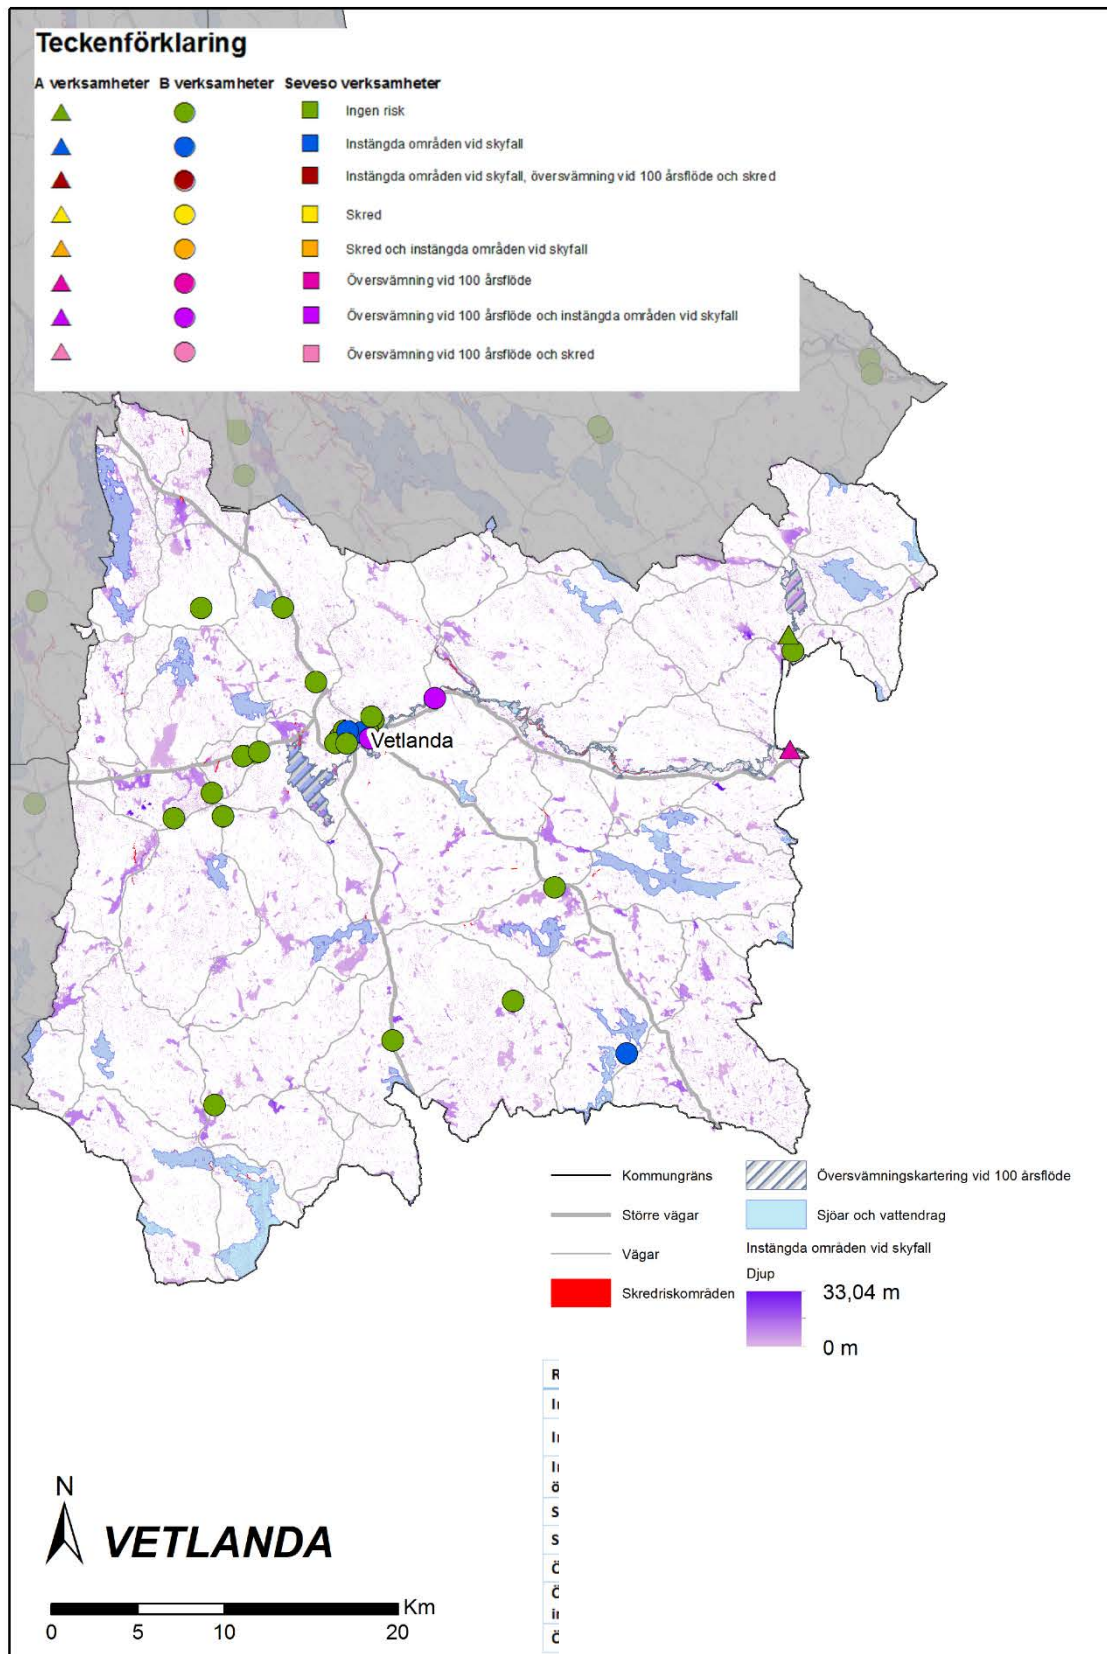 Teckenförklaring
A verksamheter B verksamheter Seveso verksamheter
Ingen risk
Instängda områden vid skyfall
Instängda områden vid skyfall, översvämning vid 100 årsflöde och skred
Skred
Skred och instängda områden vid skyfall
Översvämning vid 100 årsflöde
Översvämning vid 100 årsflöde och instängda områden vid skyfall
Översvämning vid 100 årsflöde och skred
Vetlanda
Kommungräns
Större vägar
Vägar
Skredriskområden
Översvämningskartering vid 100 årsflöde
Sjöar och vattendrag
Instängda områden vid skyfall
Djup
33,04 m
0 m
R
ö
S
S
Ö
Ö
Ö
N
VETLANDA
Km
0 5 10 20